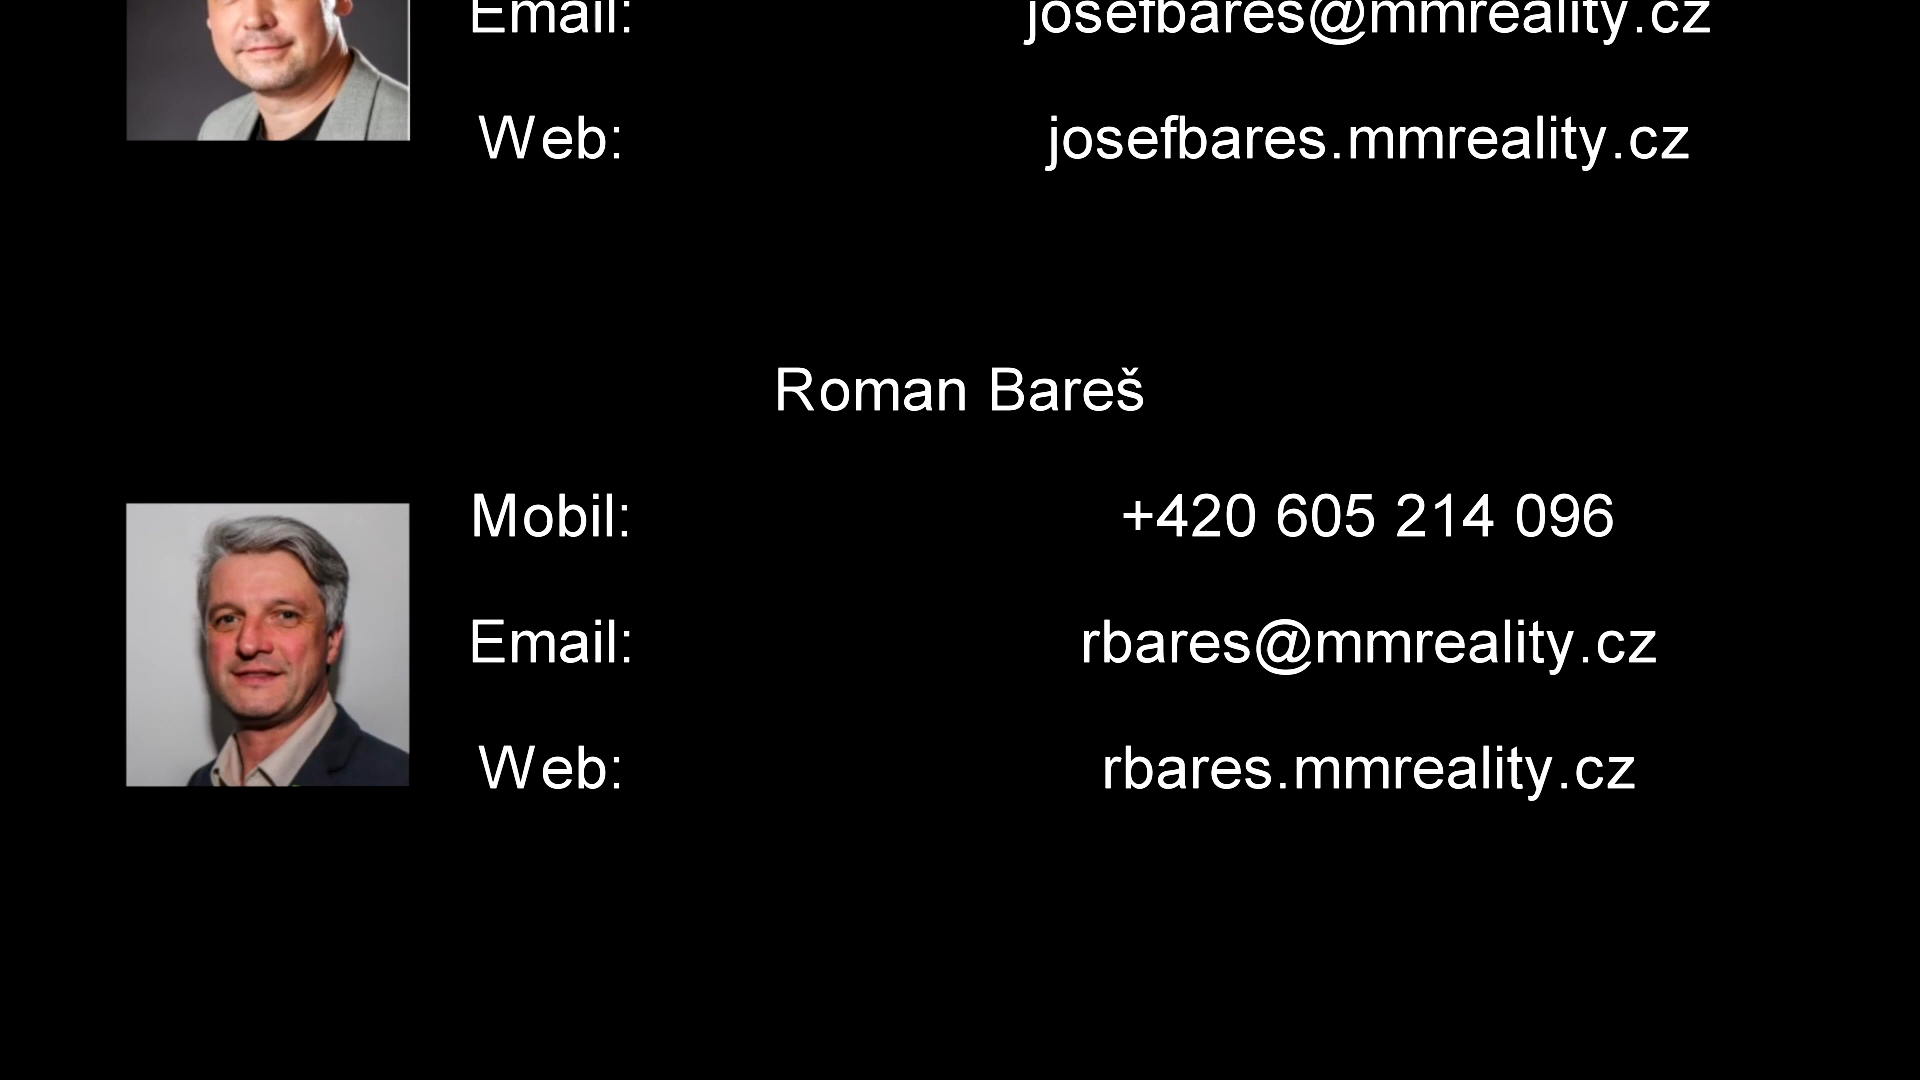 Email: josefbares@mmreality.cz
Web: josefbares.mmreality.cz
Roman Bareš
Mobil: +420 605 214 096
Email: rbares@mmreality.cz
Web: rbares.mmreality.cz